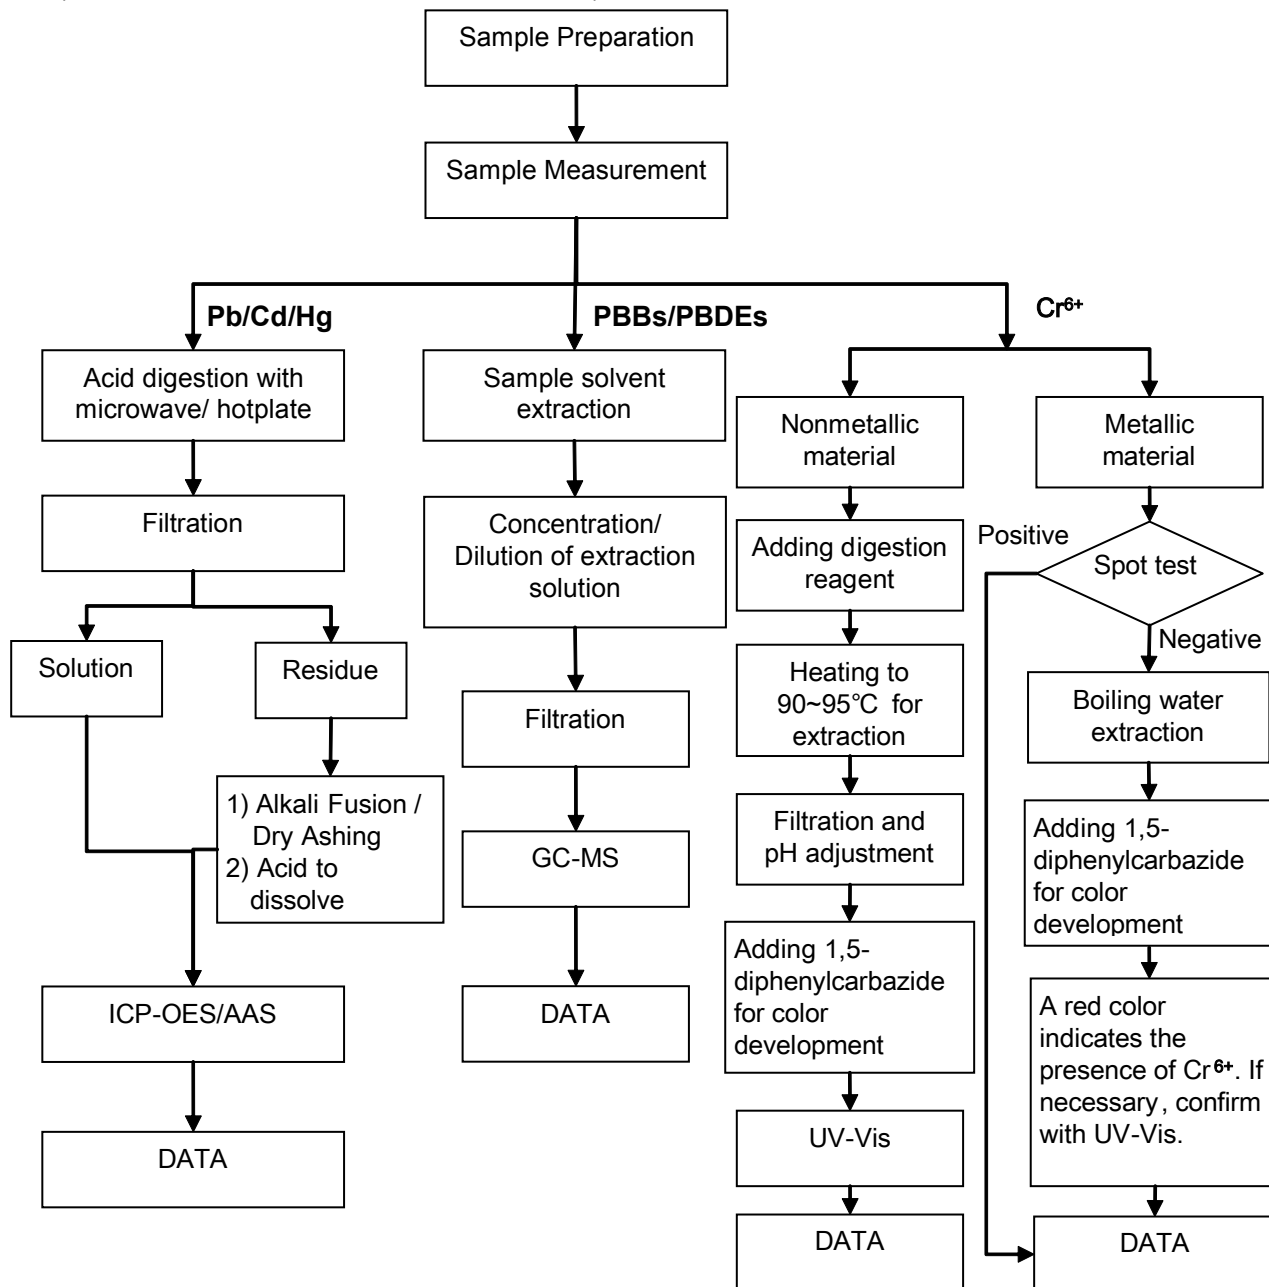 Sample Preparation
Sample Measurement
Pb/Cd/Hg
PBBs/PBDEs
Cr6+
Acid digestion with
microwave/ hotplate
Filtration
Solution
Residue
1) Alkali Fusion /
Dry Ashing
2) Acid to
dissolve
ICP-OES/AAS
DATA
Sample solvent
extraction
Concentration/
Dilution of extraction
solution
Filtration
GC-MS
DATA
Nonmetallic
material
Adding digestion
reagent
Heating to
90~95℃ for
extraction
Filtration and
pH adjustment
Adding 1,5-
diphenylcarbazide
for color
development
UV-Vis
DATA
Metallic
material
Positive
Spot test
Negative
Boiling water
extraction
Adding 1,5-
diphenylcarbazide
for color
development
A red color
indicates the
presence of Cr6+. If
necessary, confirm
with UV-Vis.
DATA